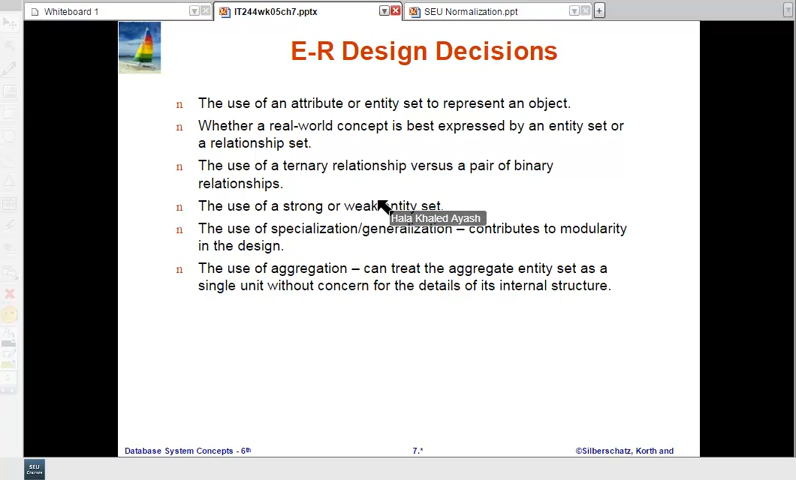 Whiteboard 1
IT244wk05ch7.pptx
SEU Normalization.ppt
E-R Design Decisions
n The use of an attribute or entity set to represent an object.
n Whether a real-world concept is best expressed by an entity set or
a relationship set.
n The use of a ternary relationship versus a pair of binary
relationships.
n The use of a strong or weak entity set.
Hala Khaled Ayash
n The use of specialization/generalization – contributes to modularity
in the design.
n The use of aggregation – can treat the aggregate entity set as a
single unit without concern for the details of its internal structure.
Database System Concepts - 6th
7.*
©Silberschatz, Korth and
SEU